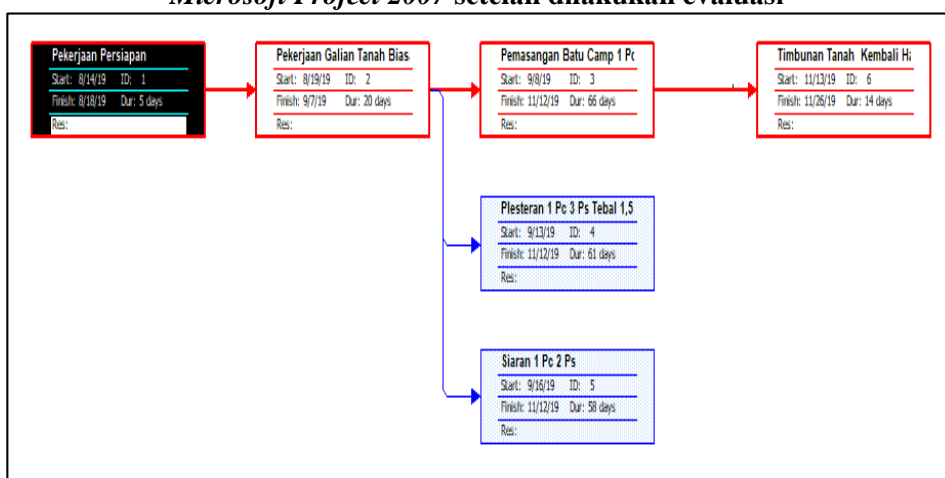 Microsoft Project 2007 setelah dilakukan evaluasi
Pekerjaan Persiapan
Start: 8/14/19 ID: 1
Finish: 8/18/19 Dur: 5 days
Res:
Pekerjaan Galian Tanah Bias
Start: 8/19/19 ID: 2
Finish: 9/7/19 Dur: 20 days
Res:
Pemasangan Batu Camp 1 Pc
Start: 9/8/19 ID: 3
Finish: 11/12/19 Dur: 66 days
Res:
Timbunan Tanah Kembali Ha
Start: 11/13/19 ID: 6
Finish: 11/26/19 Dur: 14 days
Res:
Plesteran 1 Pc 3 Ps Tebal 1,5
Start: 9/13/19 ID: 4
Finish: 11/12/19 Dur: 61 days
Res:
Siaran 1 Pc 2 Ps
Start: 9/16/19 ID: 5
Finish: 11/12/19 Dur: 58 days
Res: